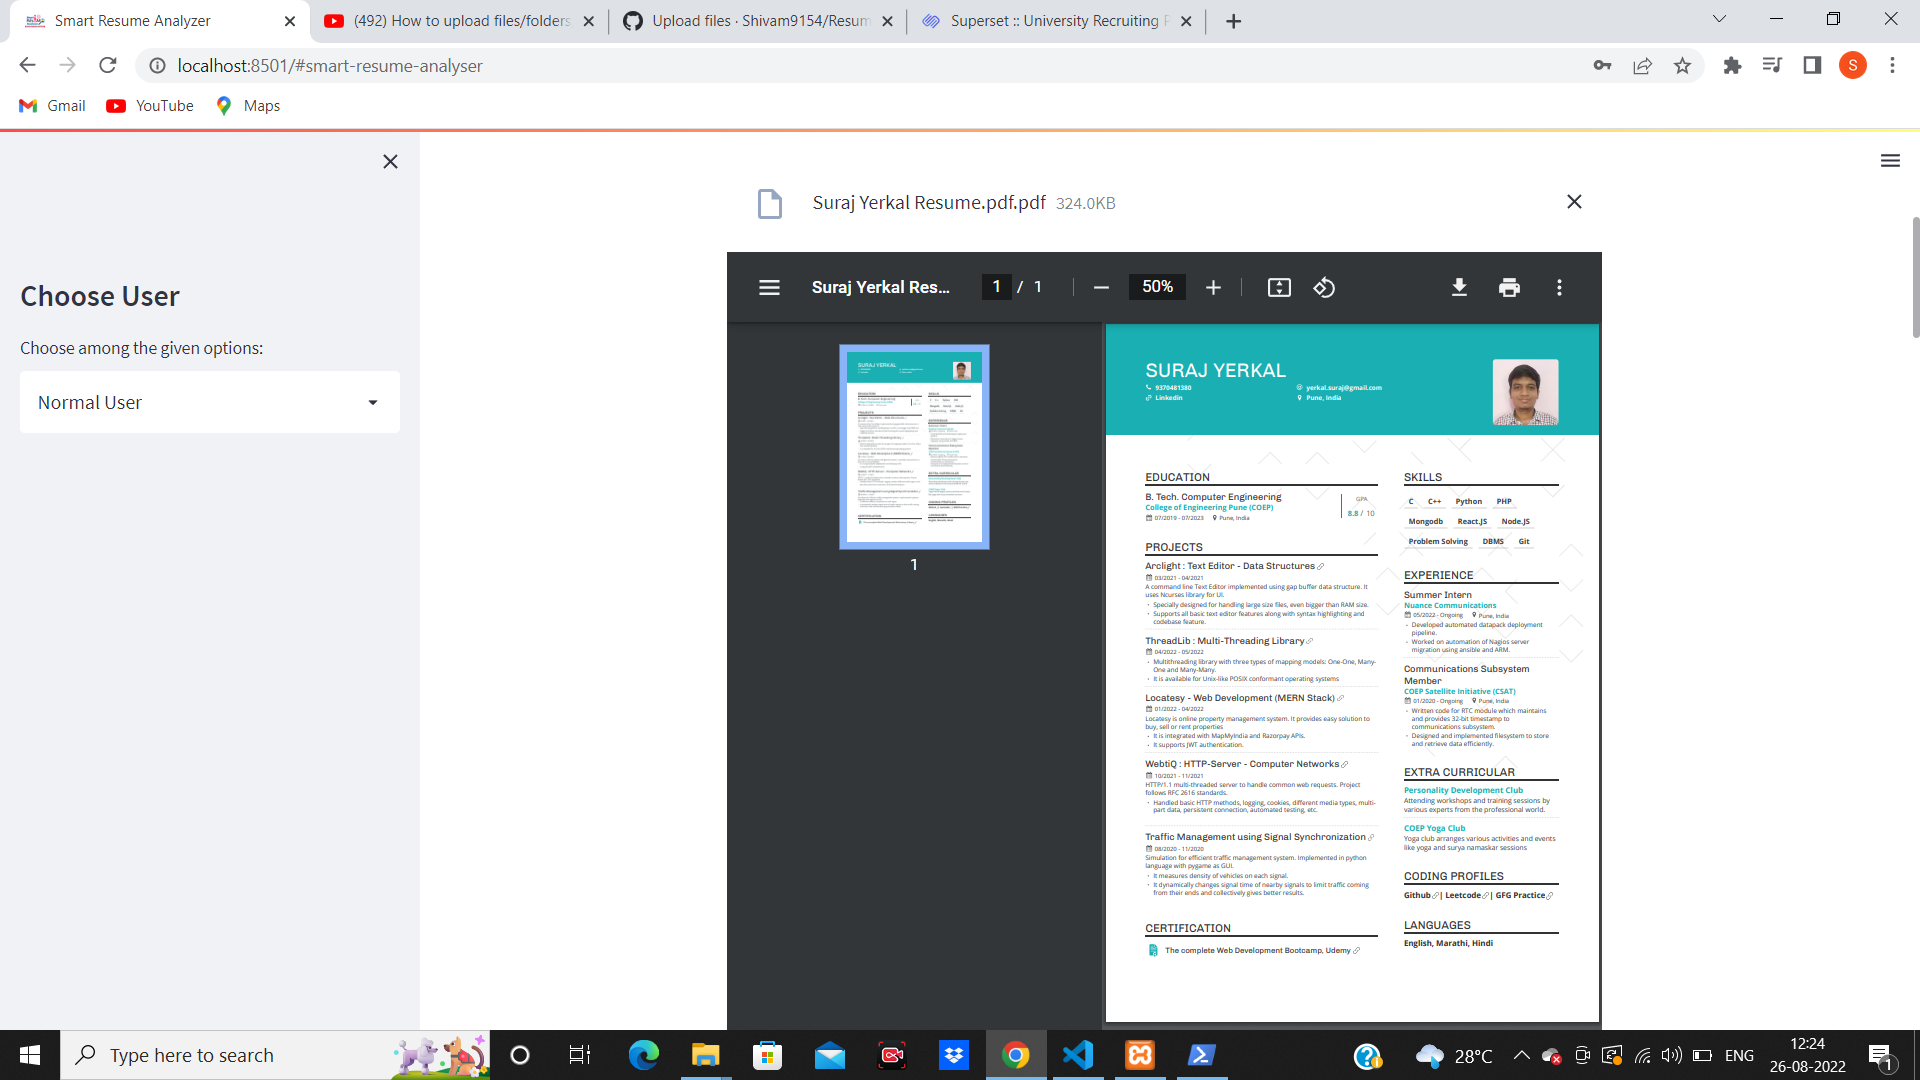 Smart Resume Analyzer
(492) How to upload files/folders
Upload files · Shivam9154/Resum
Superset :: University Recruiting P
localhost:8501/#smart-resume-analyser
S
Gmail
YouTube
Maps
Suraj Yerkal Resume.pdf.pdf 324.0KB
Choose User
Choose among the given options:
Normal User
Suraj Yerkal Res...
1 / 1
50%
1
SURAJ YERKAL
9370481380
yerkal.suraj@gmail.com
Linkedin
Pune, India
EDUCATION
B. Tech. Computer Engineering
College of Engineering Pune (COEP)
07/2019 - 07/2023 Pune, India
GPA
8.8 / 10
PROJECTS
Arclight : Text Editor - Data Structures
03/2021 - 04/2021
A command line Text Editor implemented using gap buffer data structure. It
uses Ncurses library for UI.
• Specially designed for handling large size files, even bigger than RAM size.
• Supports all basic text editor features along with syntax highlighting and
codebase feature.
ThreadLib : Multi-Threading Library
04/2022 - 05/2022
• Multithreading library with three types of mapping models: One-One, Many-
One and Many-Many.
• It is available for Unix-like POSIX conformant operating systems
Locatesy - Web Development (MERN Stack)
01/2022 - 04/2022
Locatesy is online property management system. It provides easy solution to
buy, sell or rent properties
• It is integrated with MapMyIndia and Razorpay APIs.
• It supports JWT authentication.
WebtiQ : HTTP-Server - Computer Networks
10/2021 - 11/2021
HTTP/1.1 multi-threaded server to handle common web requests. Project
follows RFC 2616 standards.
• Handled basic HTTP methods, logging, cookies, different media types, multi-
part data, persistent connection, automated testing, etc.
Traffic Management using Signal Synchronization
08/2020 - 11/2020
Simulation for efficient traffic management system. Implemented in python
language with pygame as GUI.
• It measures density of vehicles on each signal.
• It dynamically changes signal time of nearby signals to limit traffic coming
from their ends and collectively gives better results.
CERTIFICATION
The complete Web Development Bootcamp, Udemy
SKILLS
C C++ Python PHP
Mongodb React.JS Node.JS
Problem Solving DBMS Git
EXPERIENCE
Summer Intern
Nuance Communications
05/2022 - Ongoing Pune, India
• Developed automated datapack deployment
pipeline.
• Worked on automation of Nagios server
migration using ansible and ARM.
Communications Subsystem
Member
COEP Satellite Initiative (CSAT)
01/2020 - Ongoing Pune, India
• Written code for RTC module which maintains
and provides 32-bit timestamp to
communications subsystem.
• Designed and implemented filesystem to store
and retrieve data efficiently.
EXTRA CURRICULAR
Personality Development Club
Attending workshops and training sessions by
various experts from the professional world.
COEP Yoga Club
Yoga club arranges various activities and events
like yoga and surya namaskar sessions
CODING PROFILES
Github | Leetcode | GFG Practice
LANGUAGES
English, Marathi, Hindi
Type here to search
28°C
ENG
12:24
26-08-2022
1